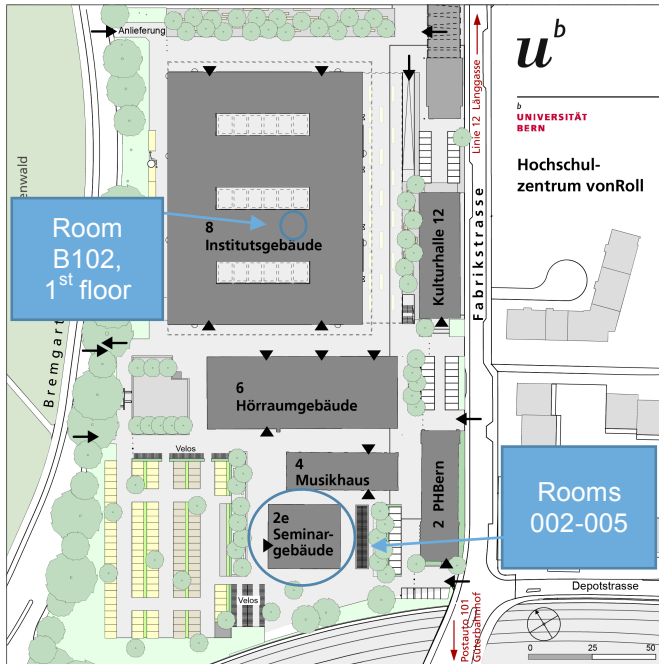 Anlieferung
Linie 12 Länggasse
u^b
b
UNIVERSITÄT
BERN
Hochschul-
zentrum vonRoll
enwald
Room
B102,
1st floor
8
Institutsgebäude
Kulturhalle 12
Fabrikstrasse
Bremgart
6
Hörraumgebäude
Velos
4
Musikhaus
2 PHBern
2e
Seminar-
gebäude
Rooms
002-005
Velos
Depotstrasse
Postauto 101
Güterbahnhof
0 25 50